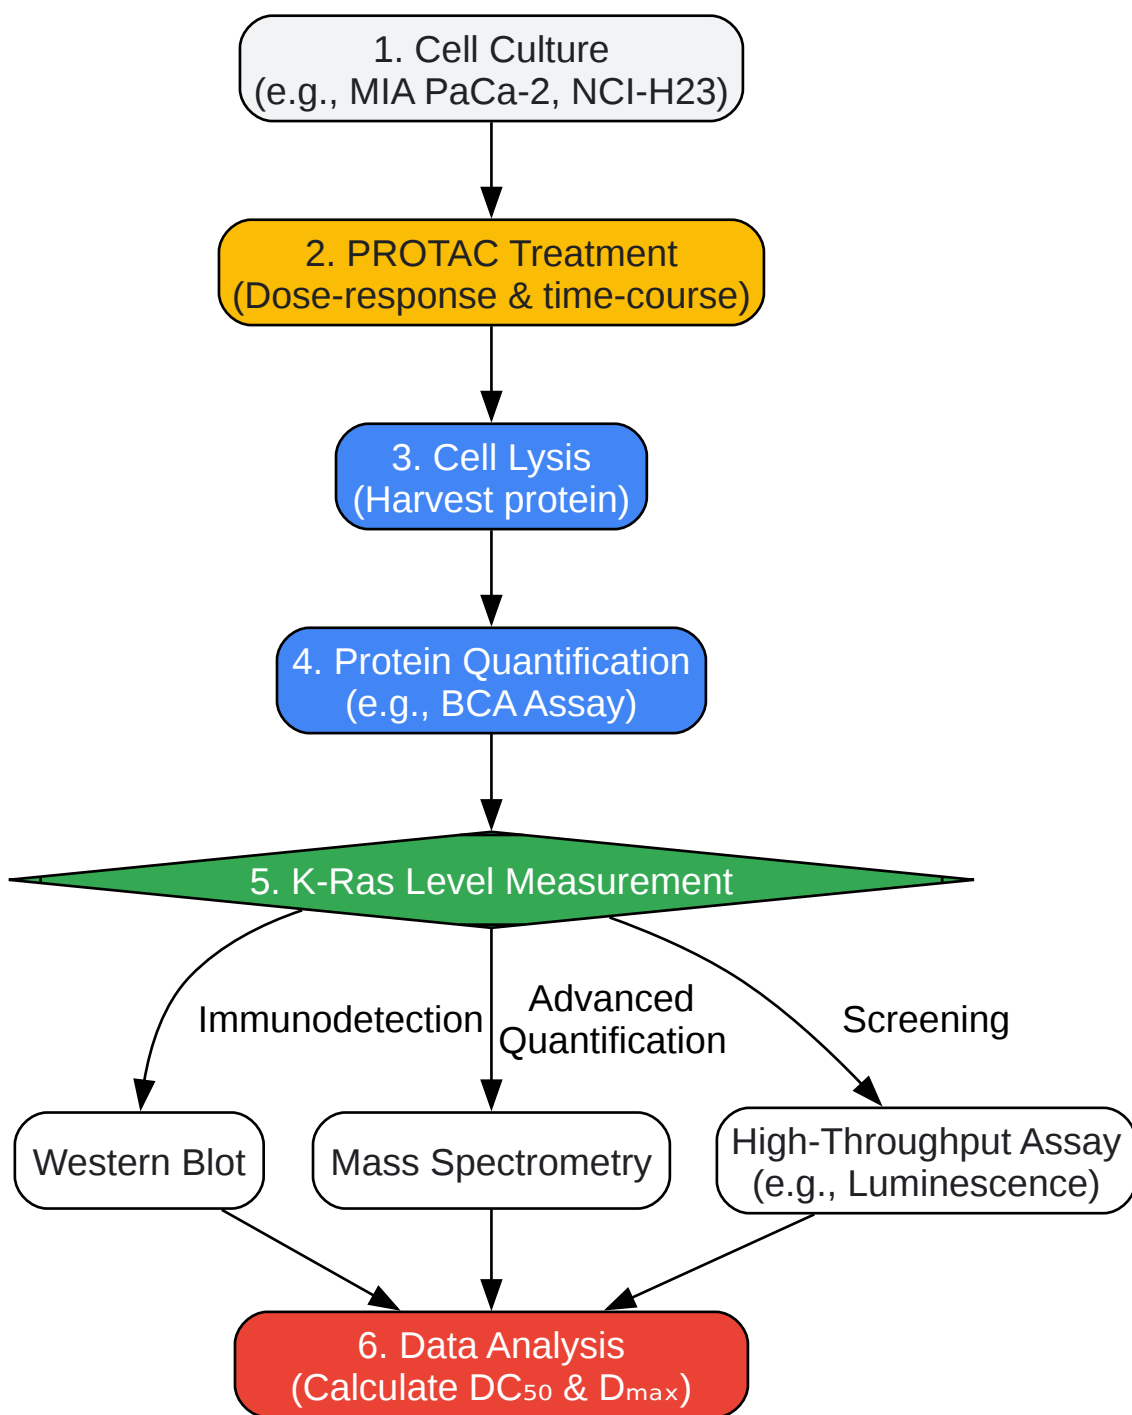 1. Cell Culture
(e.g., MIA PaCa-2, NCI-H23)
2. PROTAC Treatment
(Dose-response & time-course)
3. Cell Lysis
(Harvest protein)
4. Protein Quantification
(e.g., BCA Assay)
5. K-Ras Level Measurement
Immunodetection
Advanced
Quantification
Screening
Western Blot
Mass Spectrometry
High-Throughput Assay
(e.g., Luminescence)
6. Data Analysis
(Calculate DC₅₀ & Dₘₐₓ)